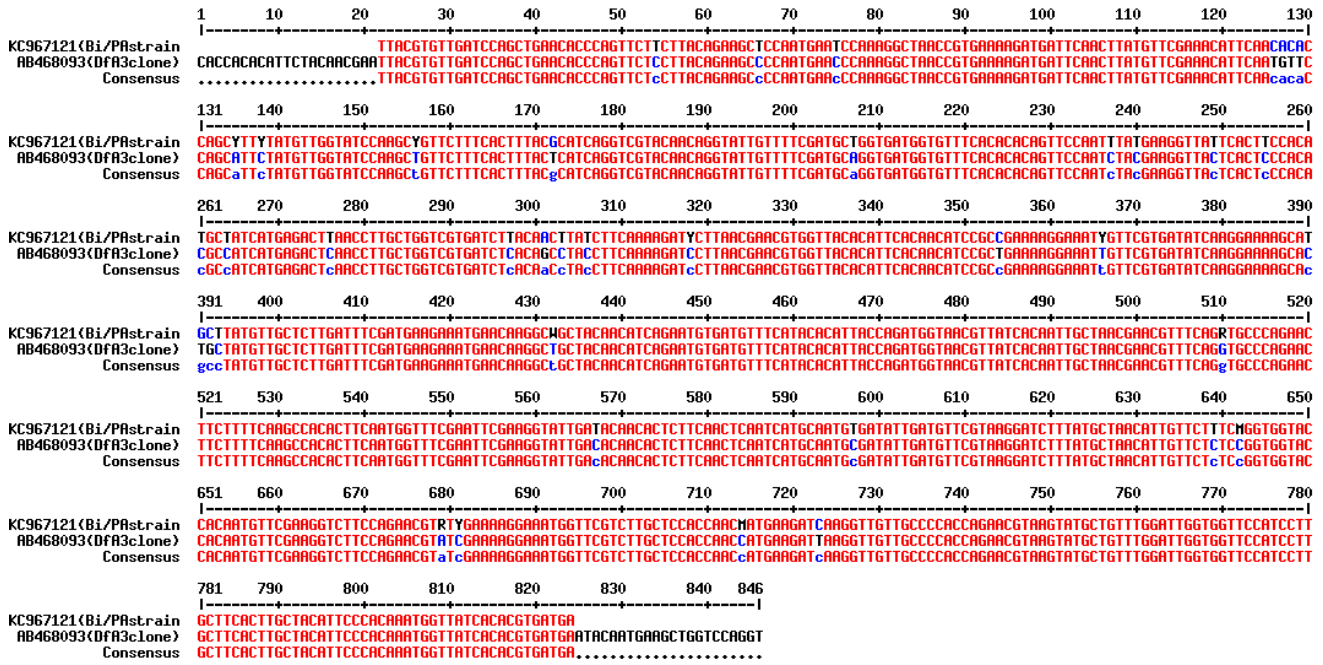 1 10 20 30 40 50 60 70 80 90 100 110 120 130
|--------+---------+---------+---------+---------+---------+---------+---------+---------+---------+---------+---------+---------|
KC967121(Bi/PAstrain TTACGTGTTGATCCAGCTGAACACCCAGTTCTTCTTACAGAAGCTCCAATGAATCCAAAGGCTAACCGTGAAAAGATGATTCAACTTATGTTCGAAACATTCAACACAC
AB468093(DfA3clone) CACCACACATTCTACAACGAATTACGTGTTGATCCAGCTGAACACCCAGTTCTCCTTACAGAAGCCCCAATGAACCCAAAGGCTAACCGTGAAAAGATGATTCAACTTATGTTCGAAACATTCAATGTTC
Consensus .....................TTACGTGTTGATCCAGCTGAACACCCAGTTCTcCTTACAGAAGCcCCAATGAAcCCAAAGGCTAACCGTGAAAAGATGATTCAACTTATGTTCGAAACATTCAAcacaC
131 140 150 160 170 180 190 200 210 220 230 240 250 260
|--------+---------+---------+---------+---------+---------+---------+---------+---------+---------+---------+---------+---------|
KC967121(Bi/PAstrain CAGCYTTYTATGTTGGTATCCAAGCYGTTCTTTCACTTTACGCATCAGGTCGTACAACAGGTATTGTTTTCGATGCTGGTGATGGTGTTTCACACACAGTTCCAATTTATGAAGGTTATTCACTTCCACA
AB468093(DfA3clone) CAGCATTCTATGTTGGTATCCAAGCTGTTCTTTCACTTTACTCATCAGGTCGTACAACAGGTATTGTTTTCGATGCAGGTGATGGTGTTTCACACACAGTTCCAATCTACGAAGGTTACTCACTCCCACA
Consensus CAGCaTTcTATGTTGGTATCCAAGCtGTTCTTTCACTTTACgCATCAGGTCGTACAACAGGTATTGTTTTCGATGCaGGTGATGGTGTTTCACACACAGTTCCAATcTAcGAAGGTTAcTCACTcCCACA
261 270 280 290 300 310 320 330 340 350 360 370 380 390
|--------+---------+---------+---------+---------+---------+---------+---------+---------+---------+---------+---------+---------|
KC967121(Bi/PAstrain TGCTATCATGAGACTTAACCTTGCTGGTCGTGATCTTACAACTTATCTTCAAAAGATYCTTAACGAACGTGGTTACACATTCACAACATCCGCCGAAAAGGAAATYGTTCGTGATATCAAGGAAAAGCAT
AB468093(DfA3clone) CGCCATCATGAGACTCAACCTTGCTGGTCGTGATCTCACAGCCTACCTTCAAAAGATCCTTAACGAACGTGGTTACACATTCACAACATCCGCTGAAAAGGAAATTGTTCGTGATATCAAGGAAAAGCAC
Consensus cGCcATCATGAGACTcAACCTTGCTGGTCGTGATCTcACAaCcTAcCTTCAAAAGATcCTTAACGAACGTGGTTACACATTCACAACATCCGCcGAAAAGGAAATtGTTCGTGATATCAAGGAAAAGCAc
391 400 410 420 430 440 450 460 470 480 490 500 510 520
|--------+---------+---------+---------+---------+---------+---------+---------+---------+---------+---------+---------+---------|
KC967121(Bi/PAstrain GCTTATGTTGCTCTTGATTTCGATGAAGAAATGAACAAGGCWGCTACAACATCAGAATGTGATGTTTCATACACATTACCAGATGGTAACGTTATCACAATTGCTAACGAACGTTTCAGRTGCCCAGAAC
AB468093(DfA3clone) TGCTATGTTGCTCTTGATTTCGATGAAGAAATGAACAAGGCTGCTACAACATCAGAATGTGATGTTTCATACACATTACCAGATGGTAACGTTATCACAATTGCTAACGAACGTTTCAGGTGCCCAGAAC
Consensus gccTATGTTGCTCTTGATTTCGATGAAGAAATGAACAAGGCtGCTACAACATCAGAATGTGATGTTTCATACACATTACCAGATGGTAACGTTATCACAATTGCTAACGAACGTTTCAGgTGCCCAGAAC
521 530 540 550 560 570 580 590 600 610 620 630 640 650
|--------+---------+---------+---------+---------+---------+---------+---------+---------+---------+---------+---------+---------|
KC967121(Bi/PAstrain TTCTTTTCAAGCCACACTTCAATGGTTTCGAATTCGAAGGTATTGATACAACACTCTTCAACTCAATCATGCAATGTGATATTGATGTTCGTAAGGATCTTTATGCTAACATTGTTCTTTCMGGTGGTAC
AB468093(DfA3clone) TTCTTTTCAAGCCACACTTCAATGGTTTCGAATTCGAAGGTATTGACACAACACTCTTCAACTCAATCATGCAATGCGATATTGATGTTCGTAAGGATCTTTATGCTAACATTGTTCTCTCCGGTGGTAC
Consensus TTCTTTTCAAGCCACACTTCAATGGTTTCGAATTCGAAGGTATTGAcACAACACTCTTCAACTCAATCATGCAATGcGATATTGATGTTCGTAAGGATCTTTATGCTAACATTGTTCTcTCcGGTGGTAC
651 660 670 680 690 700 710 720 730 740 750 760 770 780
|--------+---------+---------+---------+---------+---------+---------+---------+---------+---------+---------+---------+---------|
KC967121(Bi/PAstrain CACAATGTTCGAAGGTCTTCCAGAACGTRTYGAAAAGGAAATGGTTCGTCTTGCTCCACCAACMATGAAGATCAAGGTTGTTGCCCCACCAGAACGTAAGTATGCTGTTTGGATTGGTGGTTCCATCCTT
AB468093(DfA3clone) CACAATGTTCGAAGGTCTTCCAGAACGTATCGAAAAGGAAATGGTTCGTCTTGCTCCACCAACCATGAAGATTAAGGTTGTTGCCCCACCAGAACGTAAGTATGCTGTTTGGATTGGTGGTTCCATCCTT
Consensus CACAATGTTCGAAGGTCTTCCAGAACGTaTcGAAAAGGAAATGGTTCGTCTTGCTCCACCAACcATGAAGATcAAGGTTGTTGCCCCACCAGAACGTAAGTATGCTGTTTGGATTGGTGGTTCCATCCTT
781 790 800 810 820 830 840 846
|--------+---------+---------+---------+---------+---------+-----|
KC967121(Bi/PAstrain GCTTCACTTGCTACATTCCCACAAATGGTTATCACACGTGATGA
AB468093(DfA3clone) GCTTCACTTGCTACATTCCCACAAATGGTTATCACACGTGATGAATACAATGAAGCTGGTCCAGGT
Consensus GCTTCACTTGCTACATTCCCACAAATGGTTATCACACGTGATGA......................